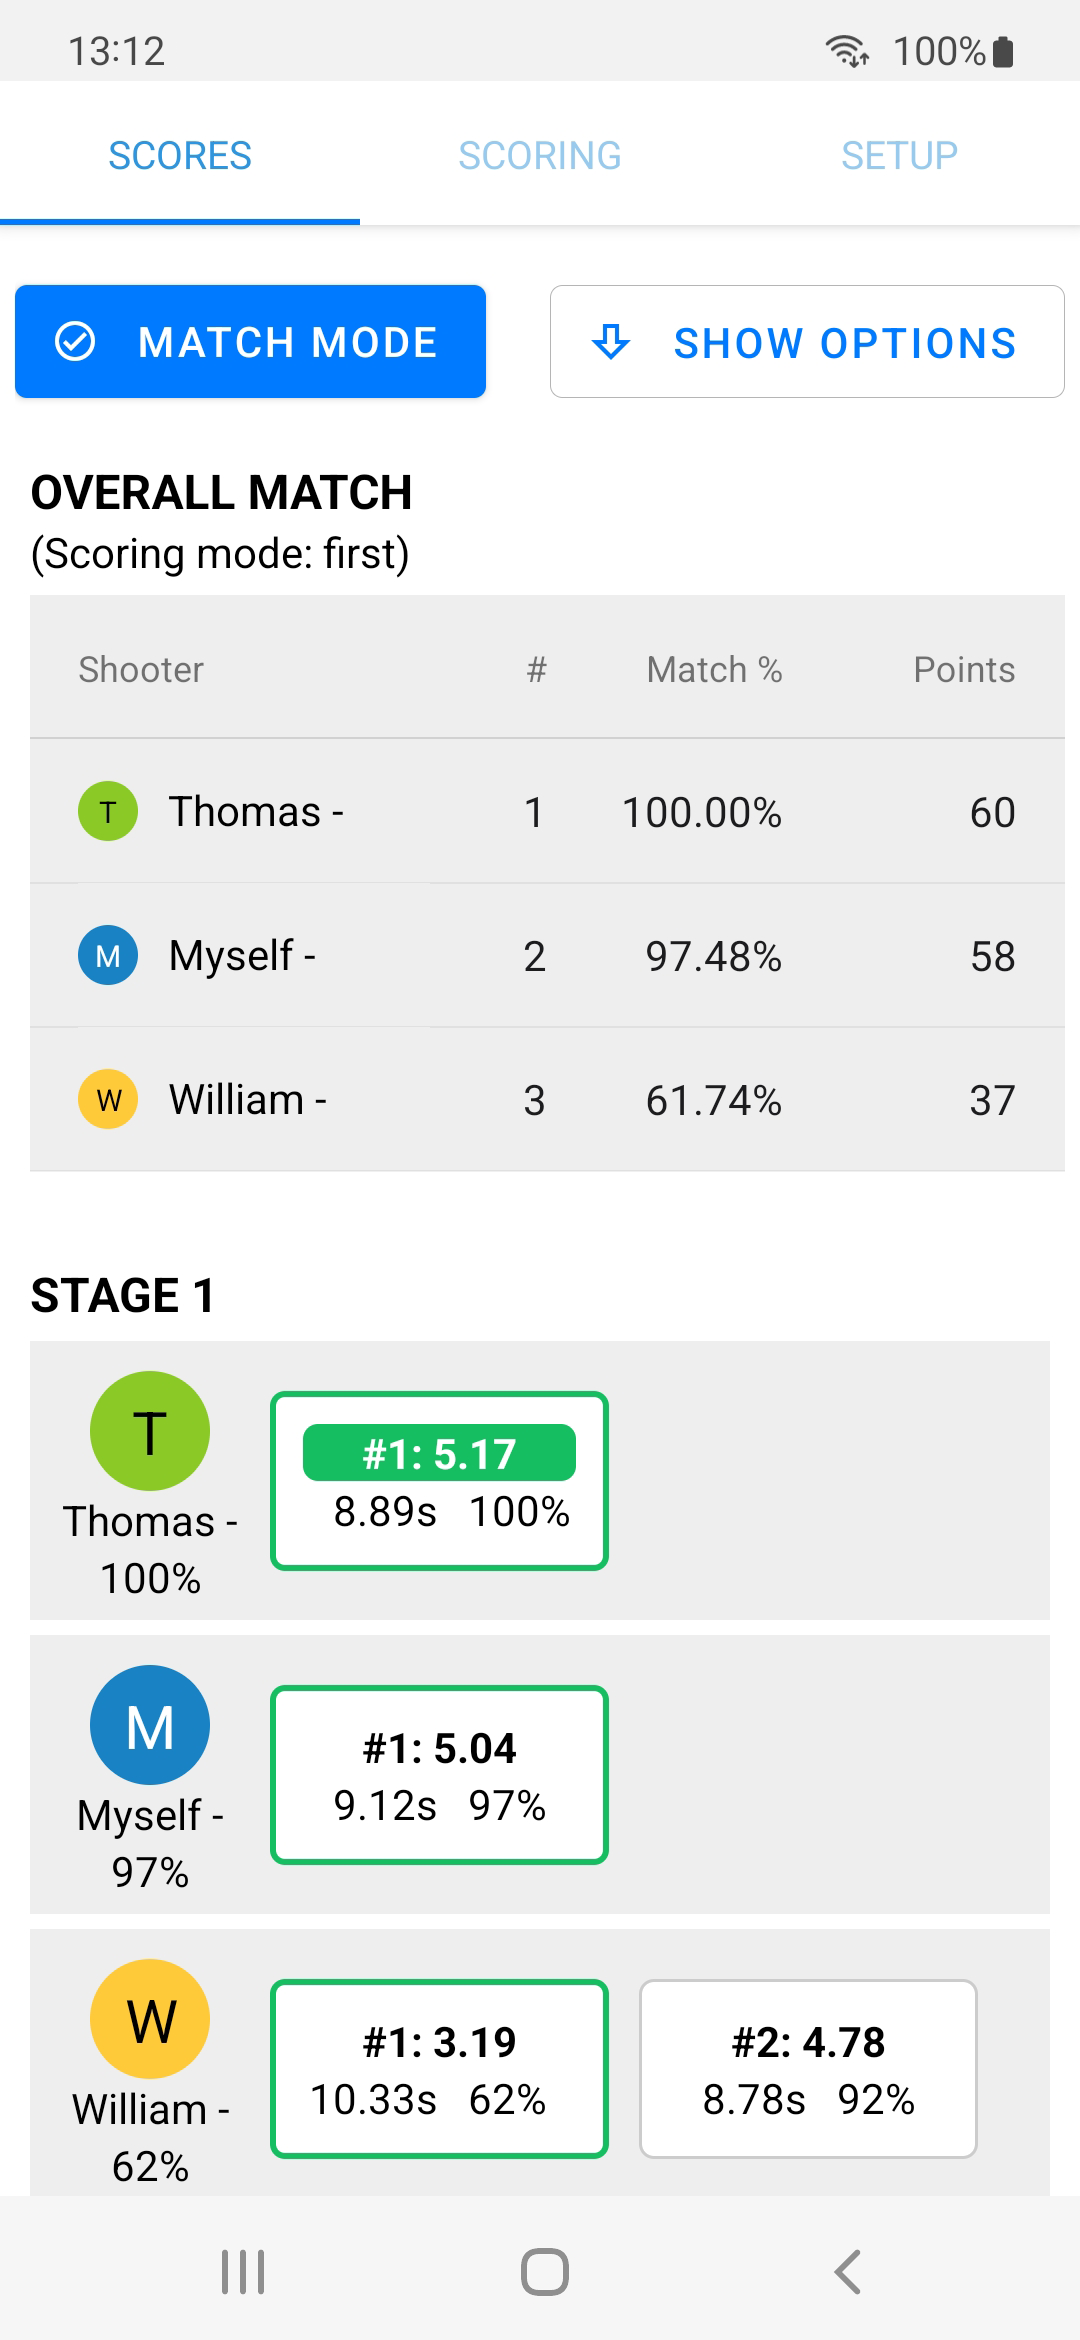 13:12 100%
SCORES SCORING SETUP
MATCH MODE SHOW OPTIONS
OVERALL MATCH
(Scoring mode: first)
Shooter # Match % Points
T Thomas - 1 100.00% 60
M Myself - 2 97.48% 58
W William - 3 61.74% 37
STAGE 1
T
Thomas -
100%
#1: 5.17
8.89s 100%
M
Myself -
97%
#1: 5.04
9.12s 97%
W
William -
62%
#1: 3.19
10.33s 62%
#2: 4.78
8.78s 92%